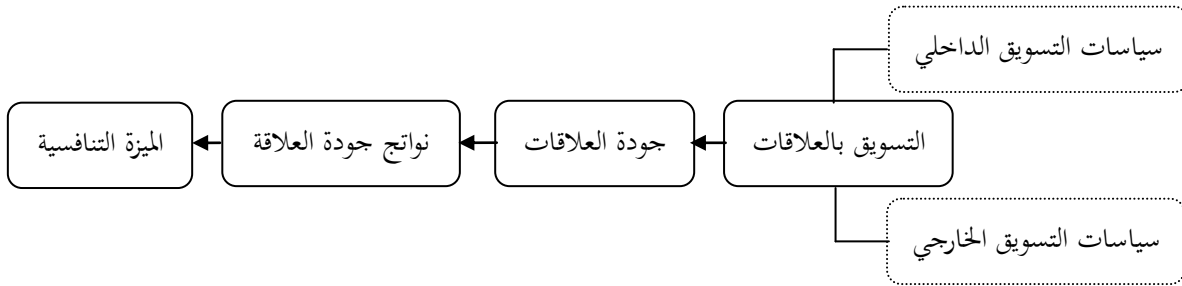 سياسات التسويق الداخلي
التسويق بالعلاقات
جودة العلاقات
نواتج جودة العلاقة
الميزة التنافسية
سياسات التسويق الخارجي